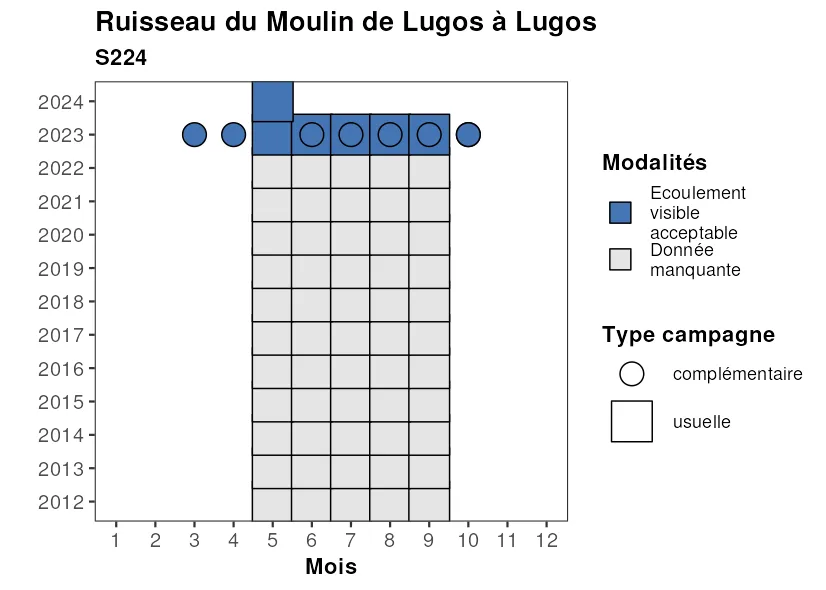 Ruisseau du Moulin de Lugos à Lugos
S224
2024
2023
2022
2021
2020
2019
2018
2017
2016
2015
2014
2013
2012
1 2 3 4 5 6 7 8 9 10 11 12
Mois
Modalités
Ecoulement
visible
acceptable
Donnée
manquante
Type campagne
complémentaire
usuelle